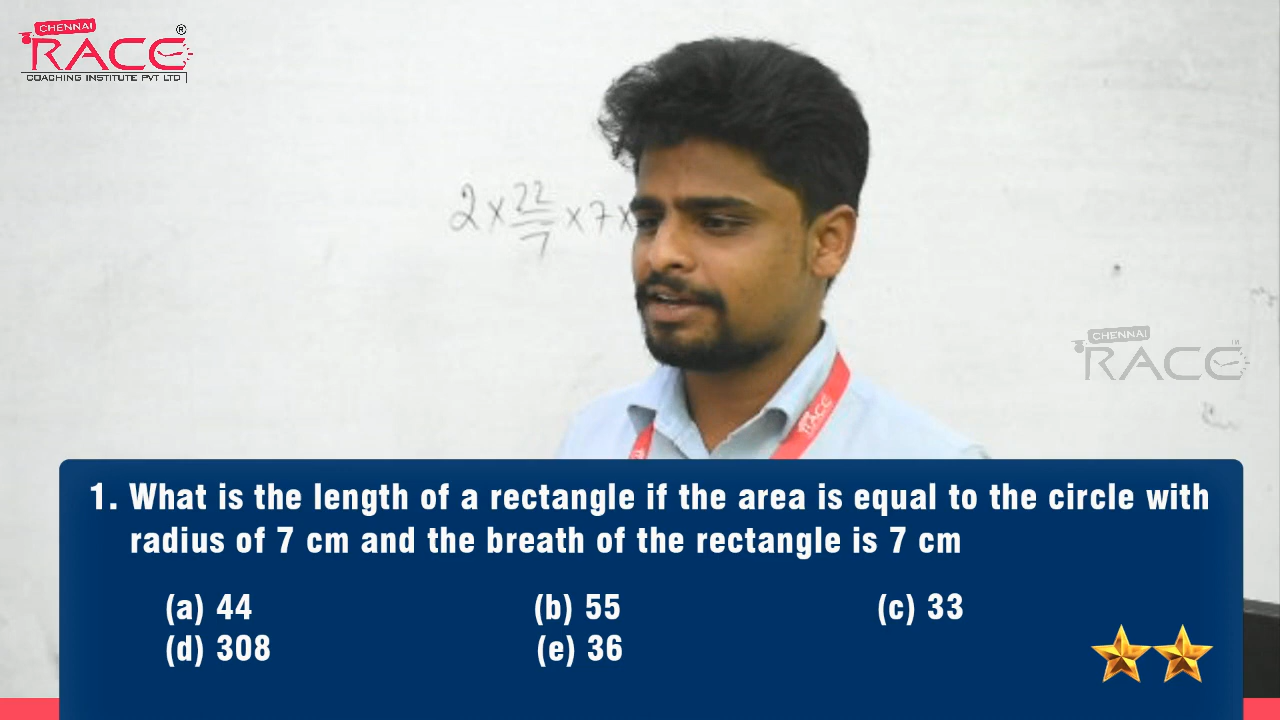 CHENNAI
RACE®
COACHING INSTITUTE PVT LTD
2 × 22/7 × 7 ×
CHENNAI
RACE
RACE
1. What is the length of a rectangle if the area is equal to the circle with
radius of 7 cm and the breath of the rectangle is 7 cm
(a) 44 (b) 55 (c) 33
(d) 308 (e) 36